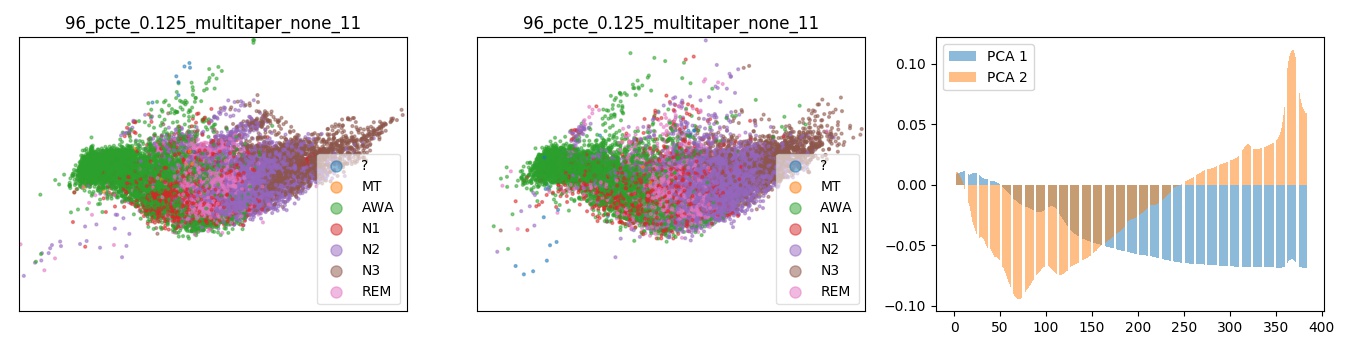 96_pcte_0.125_multitaper_none_11
?
MT
AWA
N1
N2
N3
REM
96_pcte_0.125_multitaper_none_11
?
MT
AWA
N1
N2
N3
REM
PCA 1
PCA 2
0.10
0.05
0.00
−0.05
−0.10
0 50 100 150 200 250 300 350 400